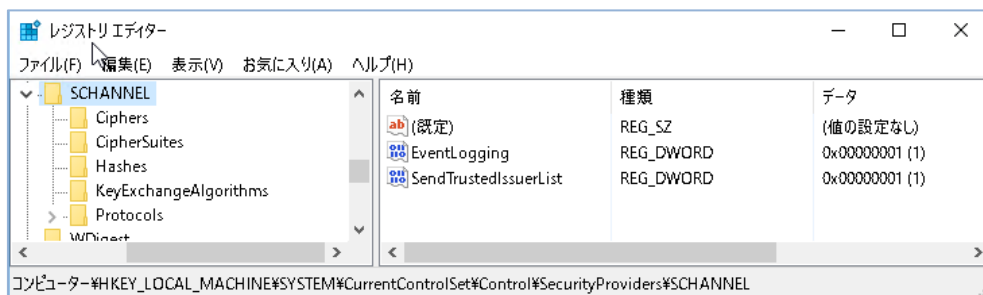 レジストリ エディター
ファイル(F) 編集(E) 表示(V) お気に入り(A) ヘルプ(H)
SCHANNEL
Ciphers
CipherSuites
Hashes
KeyExchangeAlgorithms
Protocols
WDigest
名前 種類 データ
(既定) REG_SZ (値の設定なし)
EventLogging REG_DWORD 0x00000001 (1)
SendTrustedIssuerList REG_DWORD 0x00000001 (1)
コンピューター¥HKEY_LOCAL_MACHINE¥SYSTEM¥CurrentControlSet¥Control¥SecurityProviders¥SCHANNEL